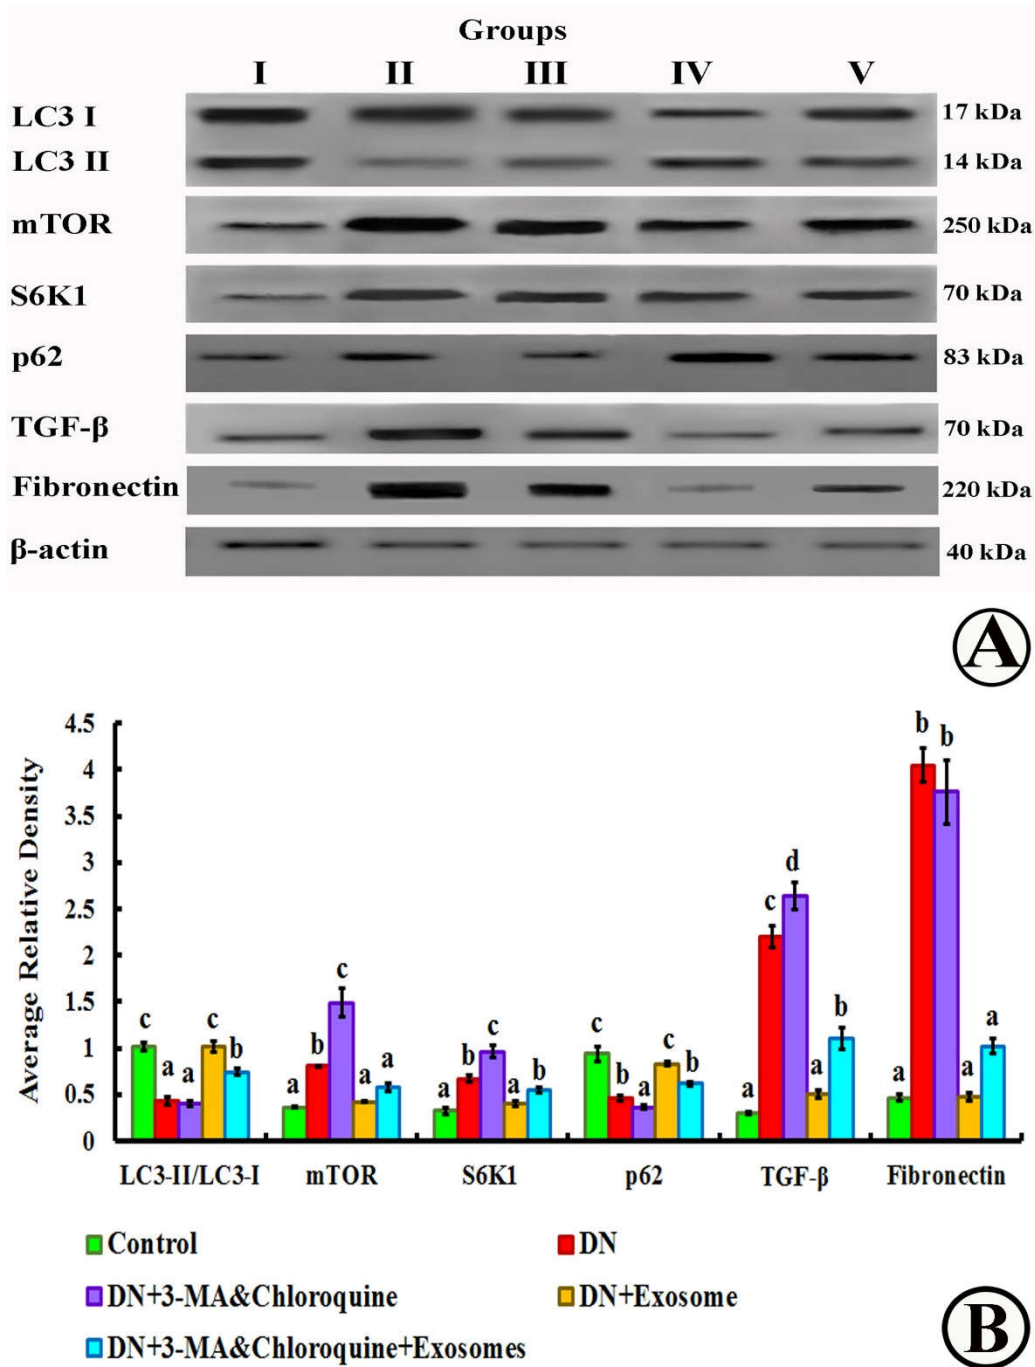 Groups
I II III IV V
LC3 I 17 kDa
LC3 II 14 kDa
mTOR 250 kDa
S6K1 70 kDa
p62 83 kDa
TGF-β 70 kDa
Fibronectin 220 kDa
β-actin 40 kDa
A
Average Relative Density
4.5
4
3.5
3
2.5
2
1.5
1
0.5
0
c a a c b
a b c a a
a b c a b
c b a c b
a c d a b
a b b a a
LC3-II/LC3-I mTOR S6K1 p62 TGF-β Fibronectin
Control DN
DN+3-MA&Chloroquine DN+Exosome
DN+3-MA&Chloroquine+Exosomes
B